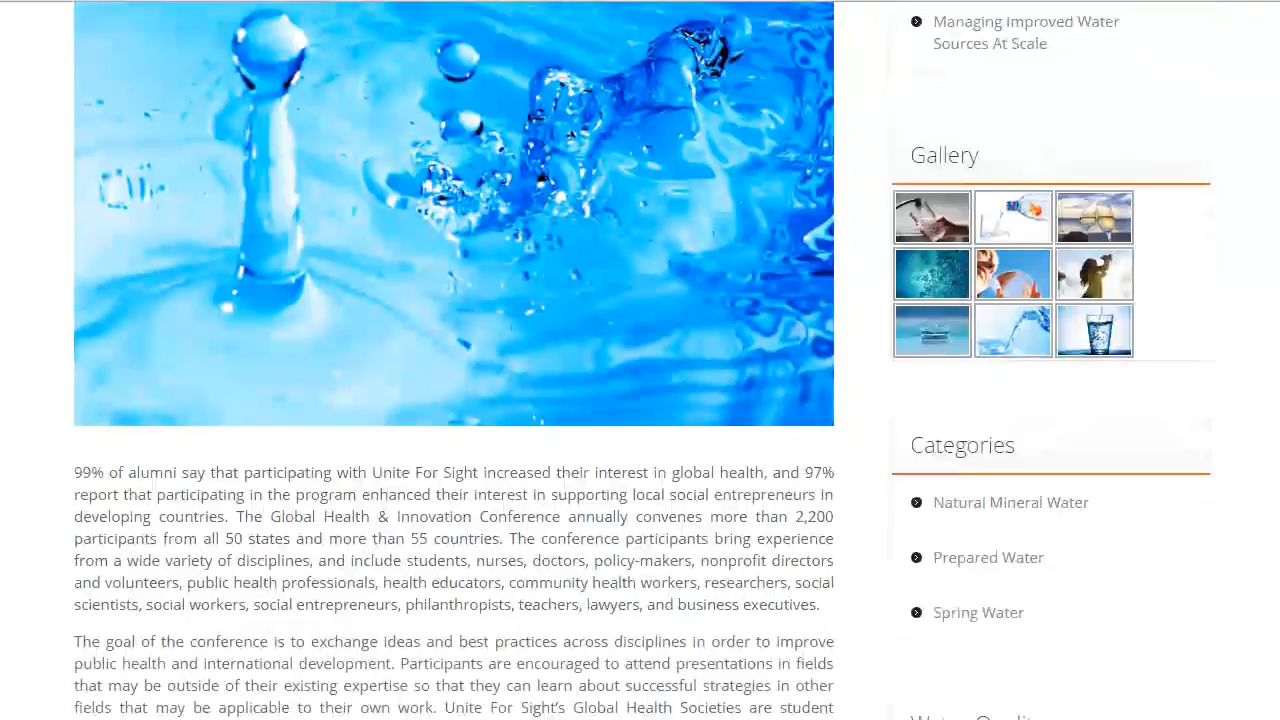 99% of alumni say that participating with Unite For Sight increased their interest in global health, and 97%
report that participating in the program enhanced their interest in supporting local social entrepreneurs in
developing countries. The Global Health & Innovation Conference annually convenes more than 2,200
participants from all 50 states and more than 55 countries. The conference participants bring experience
from a wide variety of disciplines, and include students, nurses, doctors, policy-makers, nonprofit directors
and volunteers, public health professionals, health educators, community health workers, researchers, social
scientists, social workers, social entrepreneurs, philanthropists, teachers, lawyers, and business executives.
The goal of the conference is to exchange ideas and best practices across disciplines in order to improve
public health and international development. Participants are encouraged to attend presentations in fields
that may be outside of their existing expertise so that they can learn about successful strategies in other
fields that may be applicable to their own work. Unite For Sight's Global Health Societies are student
Managing Improved Water
Sources At Scale
Gallery
Categories
Natural Mineral Water
Prepared Water
Spring Water